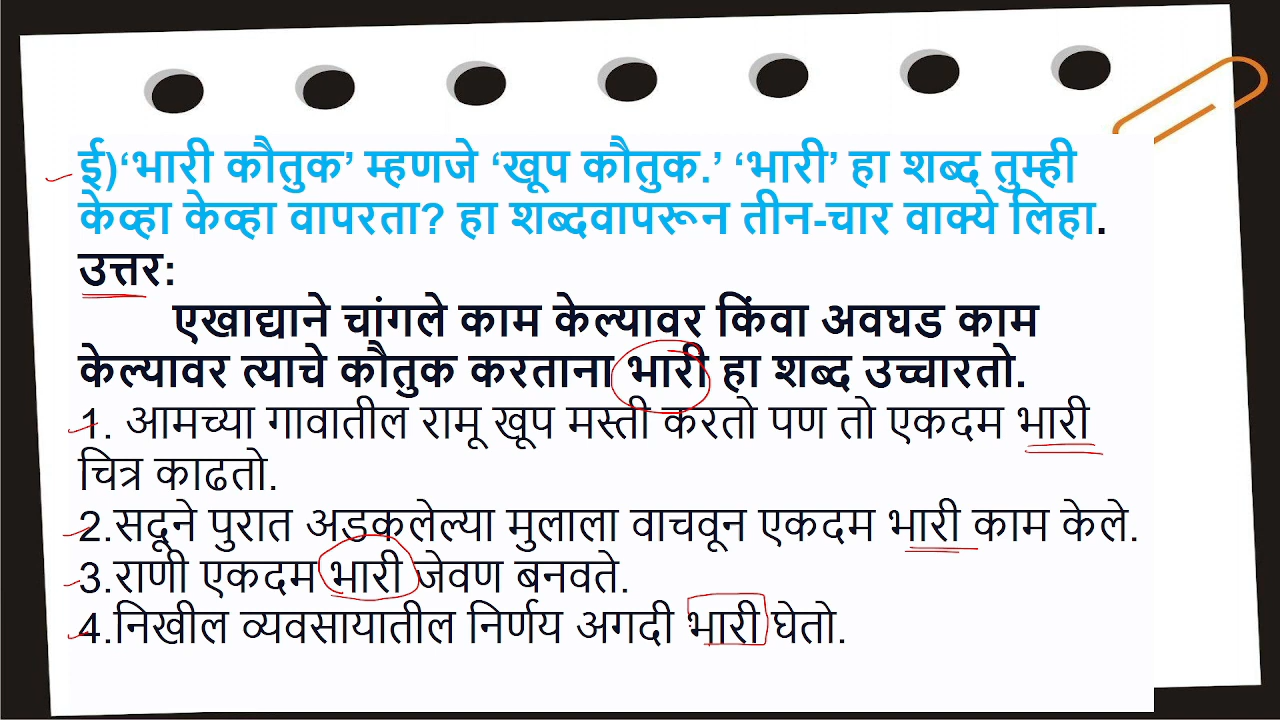 ई)‘भारी कौतुक’ म्हणजे ‘खूप कौतुक.’ ‘भारी’ हा शब्द तुम्ही
केव्हा केव्हा वापरता? हा शब्दवापरून तीन-चार वाक्ये लिहा.
उत्तर:
एखाद्याने चांगले काम केल्यावर किंवा अवघड काम
केल्यावर त्याचे कौतुक करताना भारी हा शब्द उच्चारतो.
1. आमच्या गावातील रामू खूप मस्ती करतो पण तो एकदम भारी
चित्र काढतो.
2.सदूने पुरात अडकलेल्या मुलाला वाचवून एकदम भारी काम केले.
3.राणी एकदम भारी जेवण बनवते.
4.निखील व्यवसायातील निर्णय अगदी भारी घेतो.